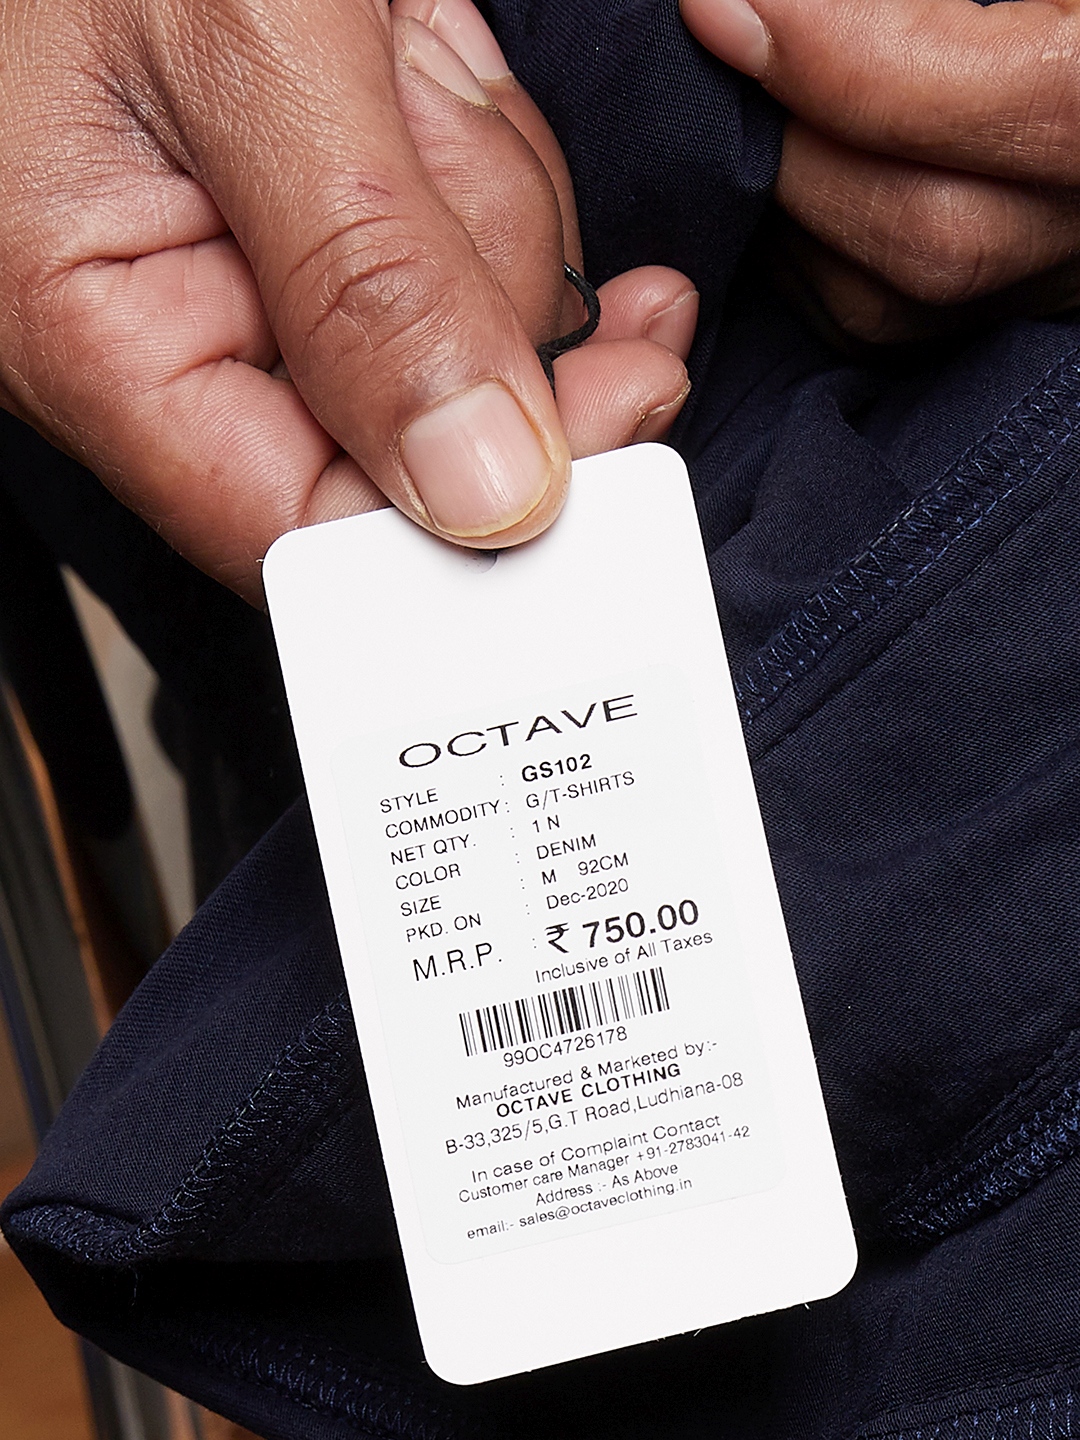 OCTAVE
STYLE : GS102
COMMODITY : G/T-SHIRTS
NET QTY. : 1 N
COLOR : DENIM
SIZE : M 92CM
PKD. ON : Dec-2020
M.R.P. : ₹ 750.00
Inclusive of All Taxes
99OC4726178
Manufactured & Marketed by:-
OCTAVE CLOTHING
B-33,325/5,G.T Road,Ludhiana-08
In case of Complaint Contact
Customer care Manager +91-2783041-42
Address :- As Above
email:- sales@octaveclothing.in